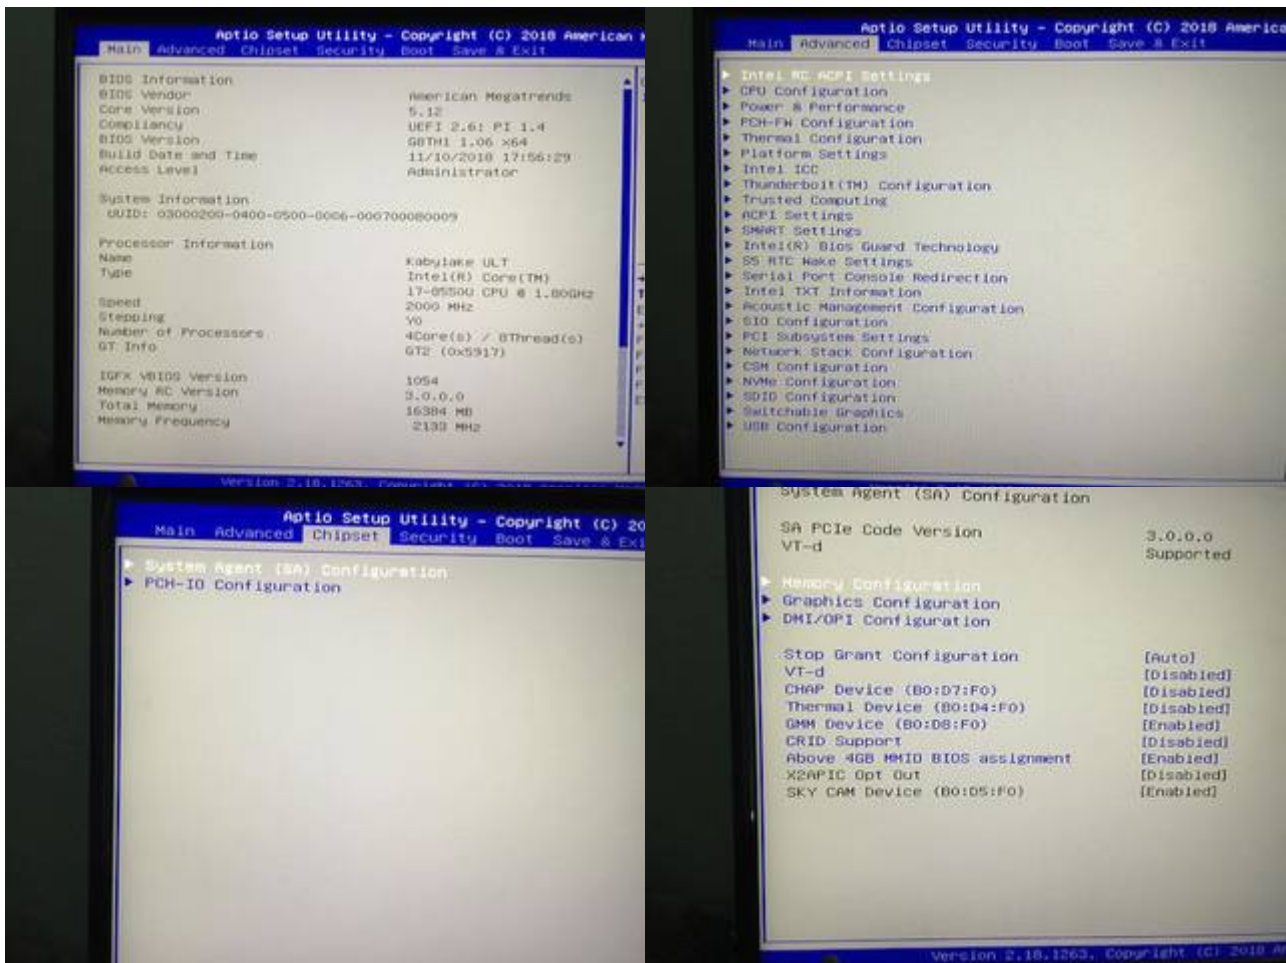 Aptio Setup Utility - Copyright (C) 2018 American
Main Advanced Chipset Security Boot Save & Exit
BIOS Information
BIOS Vendor American Megatrends
Core Version 5.12
Compliancy UEFI 2.6; PI 1.4
BIOS Version GBTH1 1.06 x64
Build Date and Time 11/10/2018 17:56:29
Access Level Administrator
System Information
UUID: 03000200-0400-0500-0006-000700080009
Processor Information
Name Kabylake ULT
Type Intel(R) Core(TM)
i7-8550U CPU @ 1.80GHz
Speed 2000 MHz
Stepping Y0
Number of Processors 4Core(s) / 8Thread(s)
GT Info GT2 (0x5917)
IGFX VBIOS Version 1054
Memory RC Version 3.0.0.0
Total Memory 16384 MB
Memory Frequency 2133 MHz
Version 2.18.1263. Copyright (C) 2018
Aptio Setup Utility - Copyright (C) 2018 America
Main Advanced Chipset Security Boot Save & Exit
Intel RC ACPI Settings
CPU Configuration
Power & Performance
PCH-FW Configuration
Thermal Configuration
Platform Settings
Intel ICC
Thunderbolt(TM) Configuration
Trusted Computing
ACPI Settings
SMART Settings
Intel(R) Bios Guard Technology
S5 RTC Wake Settings
Serial Port Console Redirection
Intel TXT Information
Acoustic Management Configuration
SIO Configuration
PCI Subsystem Settings
Network Stack Configuration
CSM Configuration
NVMe Configuration
SDIO Configuration
Switchable Graphics
USB Configuration
Aptio Setup Utility - Copyright (C) 20
Main Advanced Chipset Security Boot Save & Exi
System Agent (SA) Configuration
PCH-IO Configuration
System Agent (SA) Configuration
SA PCIe Code Version 3.0.0.0
VT-d Supported
Memory Configuration
Graphics Configuration
DMI/OPI Configuration
Stop Grant Configuration [Auto]
VT-d [Disabled]
CHAP Device (B0:D7:F0) [Disabled]
Thermal Device (B0:D4:F0) [Disabled]
GMM Device (B0:D8:F0) [Enabled]
CRID Support [Disabled]
Above 4GB MMIO BIOS assignment [Enabled]
X2APIC Opt Out [Disabled]
SKY CAM Device (B0:D5:F0) [Enabled]
Version 2.18.1263. Copyright (C) 2018